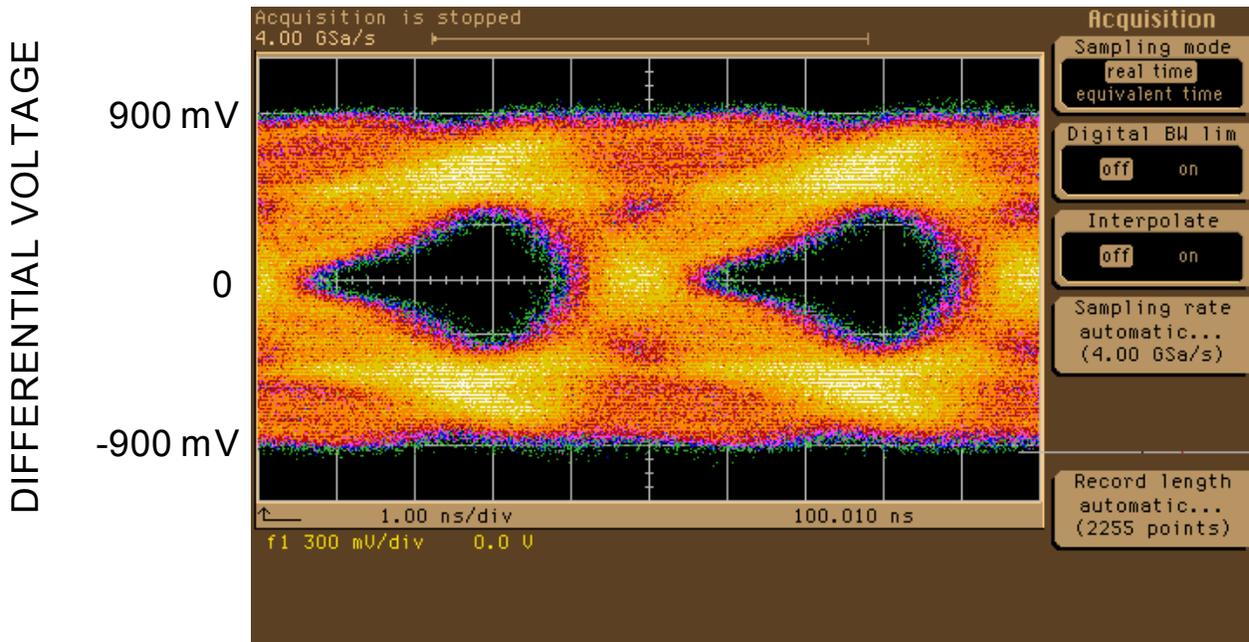 DIFFERENTIAL VOLTAGE
900 mV
0
-900 mV
Acquisition is stopped
4.00 GSa/s
1.00 ns/div
100.010 ns
f1 300 mV/div 0.0 V
Acquisition
Sampling mode
real time
equivalent time
Digital BW lim
off on
Interpolate
off on
Sampling rate
automatic...
(4.00 GSa/s)
Record length
automatic...
(2255 points)